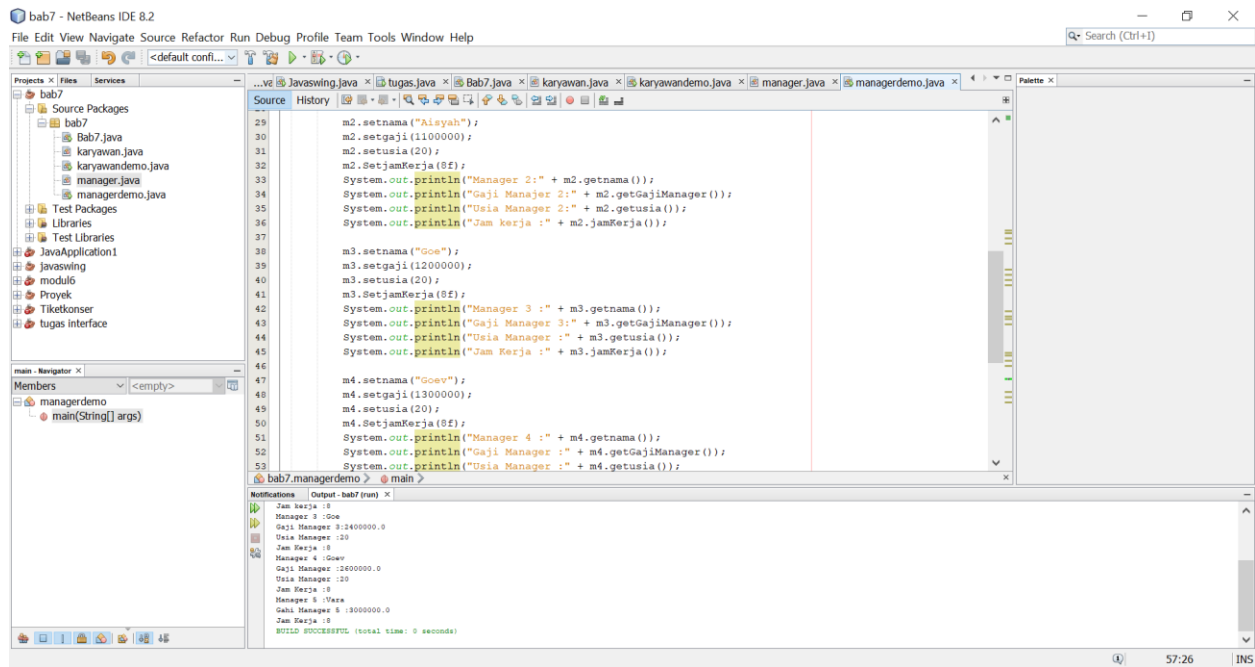 bab7 - NetBeans IDE 8.2
File Edit View Navigate Source Refactor Run Debug Profile Team Tools Window Help
Search (Ctrl+I)
<default confi...
Projects Files Services
bab7
Source Packages
bab7
Bab7.java
karyawan.java
karyawandemo.java
manager.java
managerdemo.java
Test Packages
Libraries
Test Libraries
JavaApplication1
javaswing
modul6
Proyek
Tiketkonser
tugas interface
main - Navigator
Members <empty>
managerdemo
main(String[] args)
...va Javaswing.java tugas.java Bab7.java karyawan.java karyawandemo.java manager.java managerdemo.java
Palette
Source History
29 m2.setnama("Aisyah");
30 m2.setgaji(1100000);
31 m2.setusia(20);
32 m2.SetjamKerja(8f);
33 System.out.println("Manager 2:" + m2.getnama());
34 System.out.println("Gaji Manajer 2:" + m2.getGajiManager());
35 System.out.println("Usia Manager 2:" + m2.getusia());
36 System.out.println("Jam kerja :" + m2.jamKerja());
37
38 m3.setnama("Goe");
39 m3.setgaji(1200000);
40 m3.setusia(20);
41 m3.SetjamKerja(8f);
42 System.out.println("Manager 3 :" + m3.getnama());
43 System.out.println("Gaji Manager 3:" + m3.getGajiManager());
44 System.out.println("Usia Manager :" + m3.getusia());
45 System.out.println("Jam Kerja :" + m3.jamKerja());
46
47 m4.setnama("Goev");
48 m4.setgaji(1300000);
49 m4.setusia(20);
50 m4.SetjamKerja(8f);
51 System.out.println("Manager 4 :" + m4.getnama());
52 System.out.println("Gaji Manager :" + m4.getGajiManager());
53 System.out.println("Usia Manager :" + m4.getusia());
bab7.managerdemo main
Notifications Output - bab7 (run)
Jam kerja :8
Manager 3 :Goe
Gaji Manager 3:2400000.0
Usia Manager :20
Jam Kerja :8
Manager 4 :Goev
Gaji Manager :2600000.0
Usia Manager :20
Jam Kerja :8
Manager 5 :Vara
Gahi Manager 5 :3000000.0
Jam Kerja :8
BUILD SUCCESSFUL (total time: 0 seconds)
57:26 INS